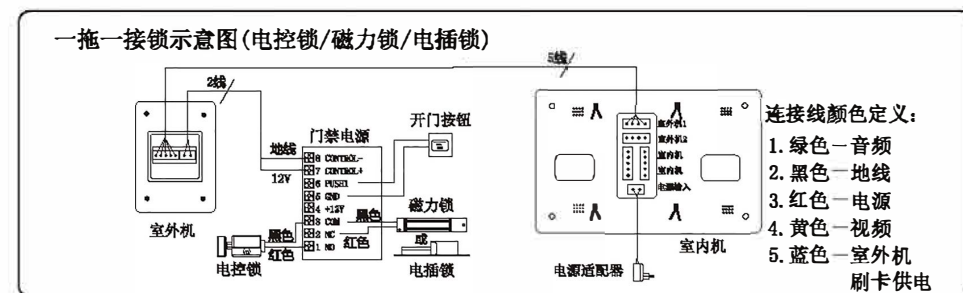 一拖一接锁示意图(电控锁/磁力锁/电插锁)
5线
2线
室外机
地线
12V
门禁电源
8 CONTROL-
7 CONTROL+
6 PUSH1
5 GND
4 +12V
3 COM
2 NC
1 NO
开门按钮
黑色
红色
磁力锁
或
电插锁
黑色
红色
电控锁
室外机1
室外机2
室内机
室内机
电源输入
室内机
电源适配器
连接线颜色定义:
1.绿色－音频
2.黑色－地线
3.红色－电源
4.黄色－视频
5.蓝色－室外机
刷卡供电